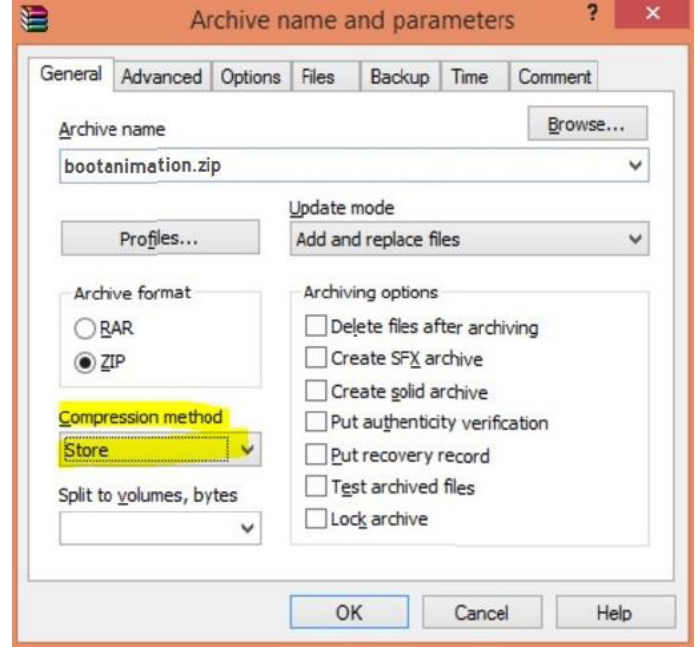 Archive name and parameters ? ×
General Advanced Options Files Backup Time Comment
Archive name
Browse...
bootanimation.zip
Update mode
Profiles...
Add and replace files
Archive format
RAR
ZIP
Archiving options
Delete files after archiving
Create SFX archive
Create solid archive
Put authenticity verification
Put recovery record
Test archived files
Lock archive
Compression method
Store
Split to volumes, bytes
OK Cancel Help